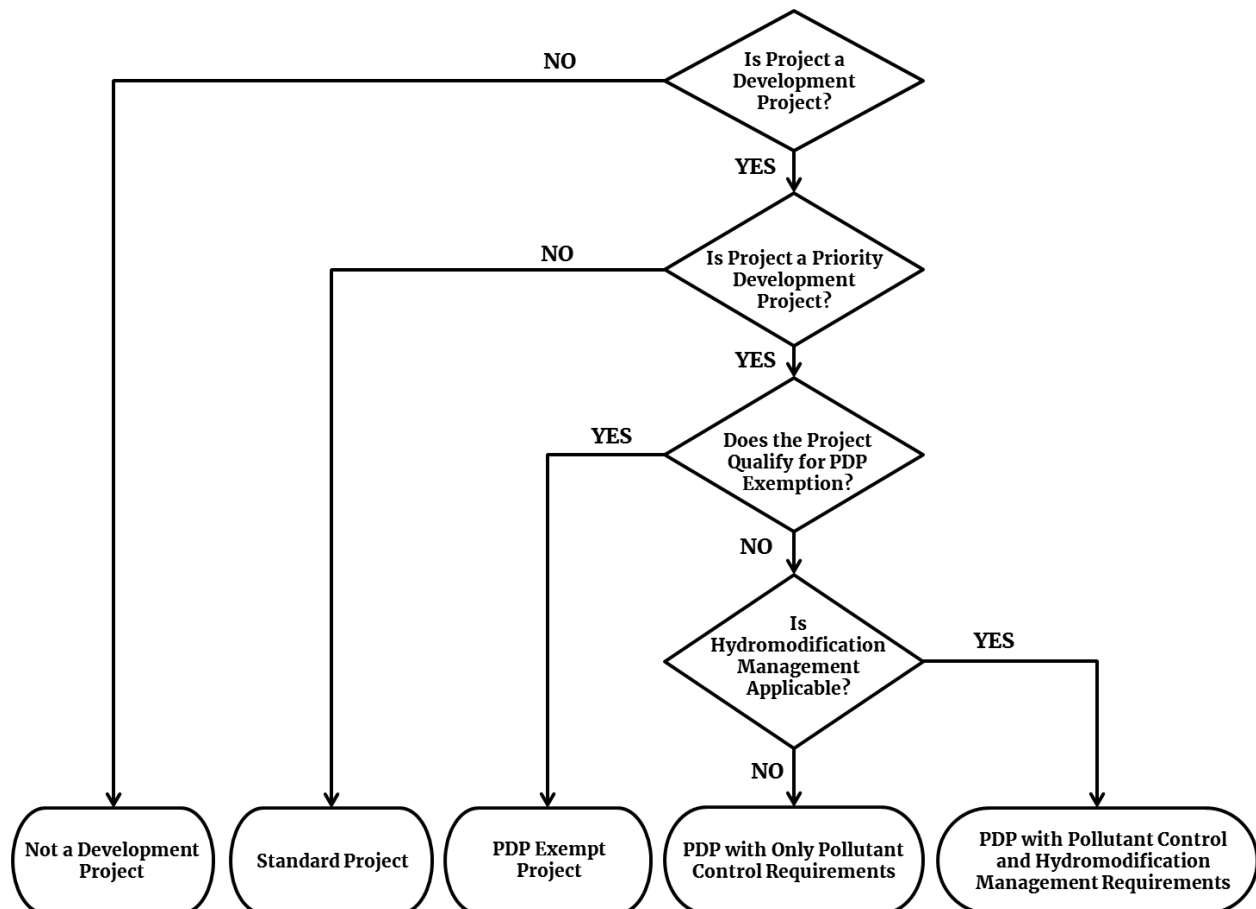 Is Project a
Development
Project?
NO
YES
Is Project a Priority
Development
Project?
NO
YES
Does the Project
Qualify for PDP
Exemption?
YES
NO
Is
Hydromodification
Management
Applicable?
YES
NO
Not a Development
Project
Standard Project
PDP Exempt
Project
PDP with Only Pollutant
Control Requirements
PDP with Pollutant Control
and Hydromodification
Management Requirements